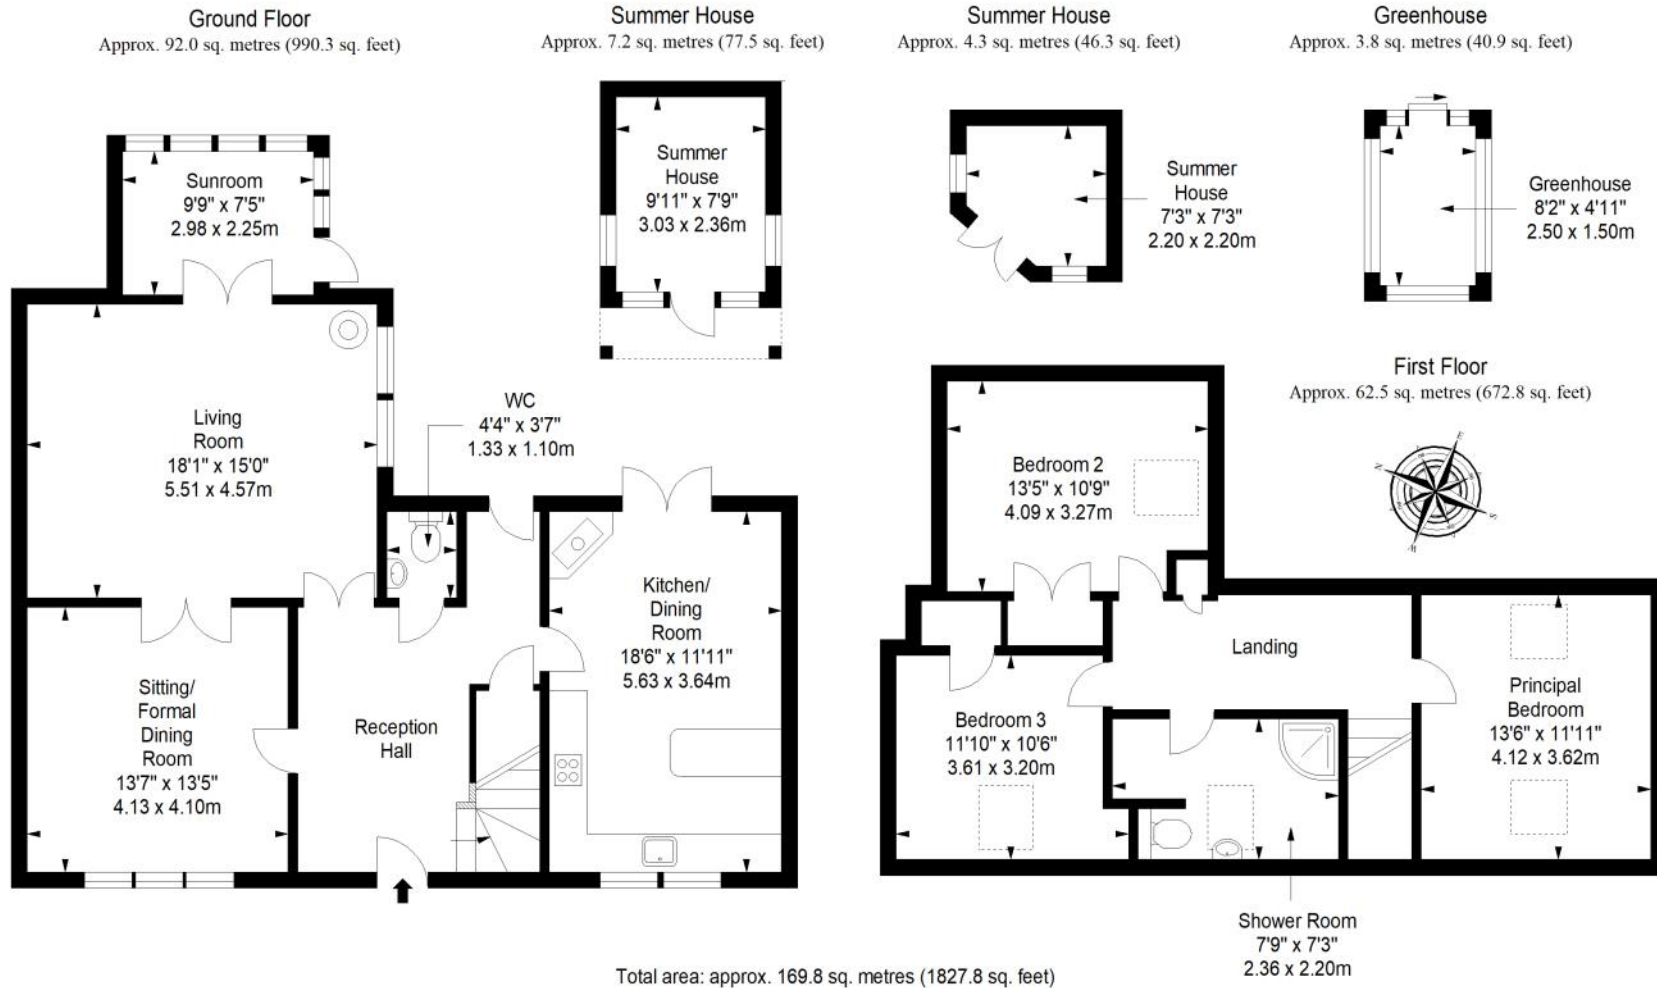 Ground Floor
Approx. 92.0 sq. metres (990.3 sq. feet)
Summer House
Approx. 7.2 sq. metres (77.5 sq. feet)
Summer House
Approx. 4.3 sq. metres (46.3 sq. feet)
Greenhouse
Approx. 3.8 sq. metres (40.9 sq. feet)
Sunroom
9'9" x 7'5"
2.98 x 2.25m
Summer
House
9'11" x 7'9"
3.03 x 2.36m
Summer
House
7'3" x 7'3"
2.20 x 2.20m
Greenhouse
8'2" x 4'11"
2.50 x 1.50m
First Floor
Approx. 62.5 sq. metres (672.8 sq. feet)
Living
Room
18'1" x 15'0"
5.51 x 4.57m
WC
4'4" x 3'7"
1.33 x 1.10m
Kitchen/
Dining
Room
18'6" x 11'11"
5.63 x 3.64m
Sitting/
Formal
Dining
Room
13'7" x 13'5"
4.13 x 4.10m
Reception
Hall
Bedroom 2
13'5" x 10'9"
4.09 x 3.27m
N
E
S
W
Landing
Bedroom 3
11'10" x 10'6"
3.61 x 3.20m
Principal
Bedroom
13'6" x 11'11"
4.12 x 3.62m
Shower Room
7'9" x 7'3"
2.36 x 2.20m
Total area: approx. 169.8 sq. metres (1827.8 sq. feet)